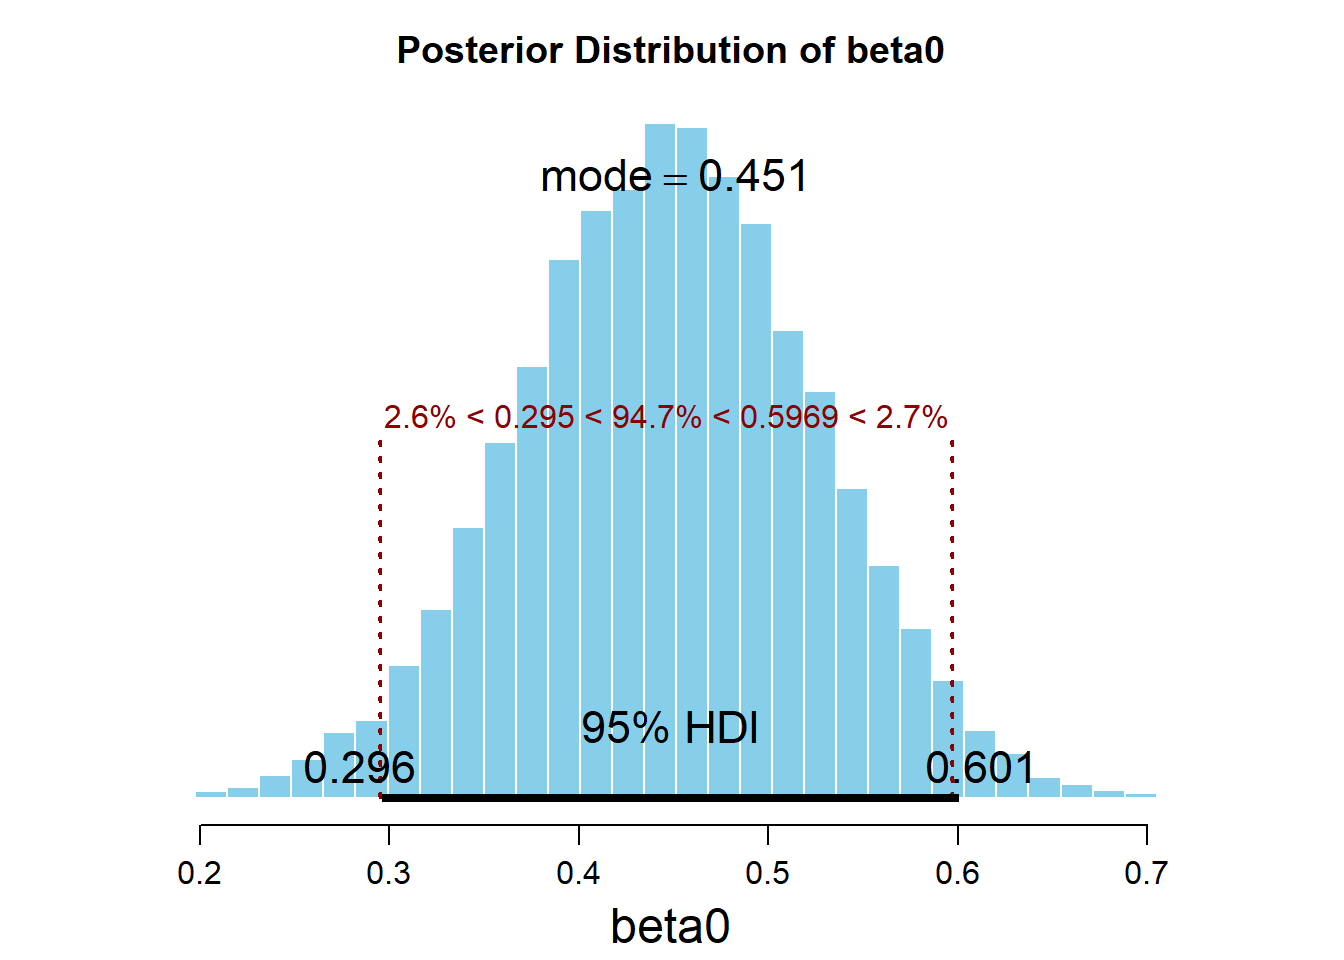 Posterior Distribution of beta0
mode = 0.451
2.6% < 0.295 < 94.7% < 0.5969 < 2.7%
95% HDI
0.296 0.601
0.2 0.3 0.4 0.5 0.6 0.7
beta0